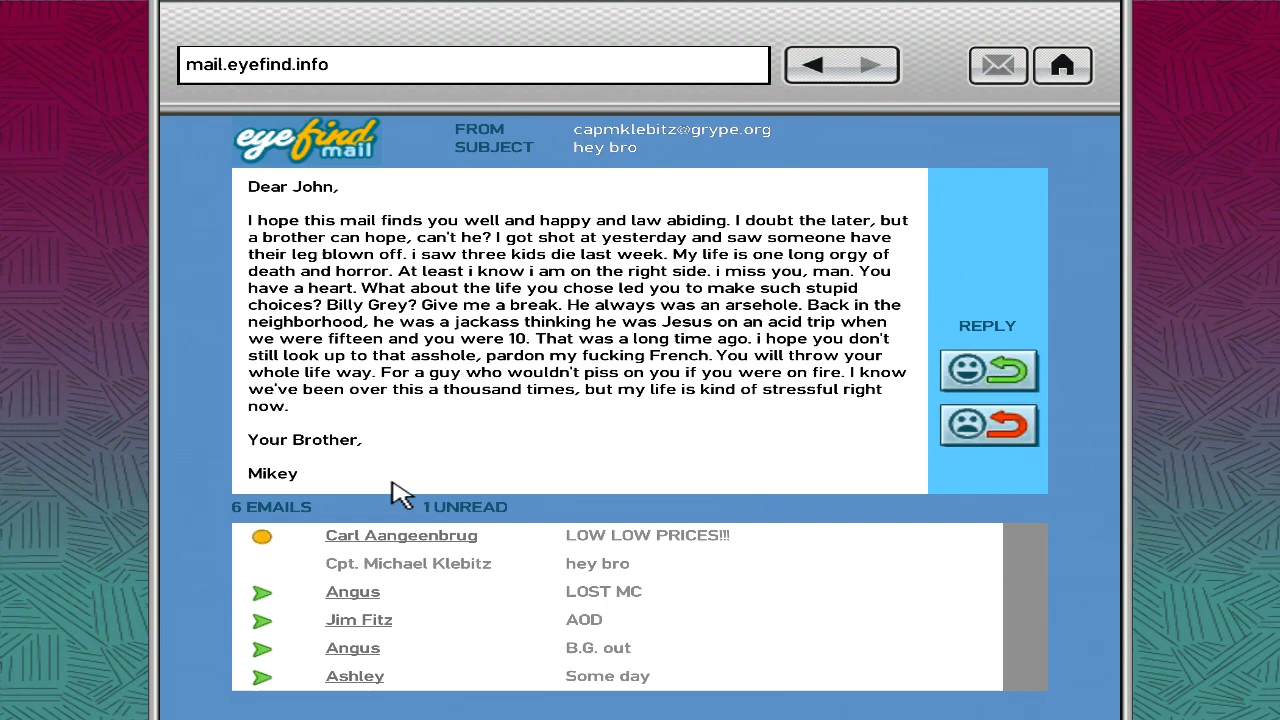 mail.eyefind.info
eyefind mail
FROM capmklebitz@grype.org
SUBJECT hey bro
Dear John,
I hope this mail finds you well and happy and law abiding. I doubt the later, but
a brother can hope, can't he? I got shot at yesterday and saw someone have
their leg blown off. i saw three kids die last week. My life is one long orgy of
death and horror. At least i know i am on the right side. i miss you, man. You
have a heart. What about the life you chose led you to make such stupid
choices? Billy Grey? Give me a break. He always was an arsehole. Back in the
neighborhood, he was a jackass thinking he was Jesus on an acid trip when
we were fifteen and you were 10. That was a long time ago. i hope you don't
still look up to that asshole, pardon my fucking French. You will throw your
whole life way. For a guy who wouldn't piss on you if you were on fire. I know
we've been over this a thousand times, but my life is kind of stressful right
now.
Your Brother,
Mikey
REPLY
6 EMAILS 1 UNREAD
Carl Aangeenbrug LOW LOW PRICES!!!
Cpt. Michael Klebitz hey bro
Angus LOST MC
Jim Fitz AOD
Angus B.G. out
Ashley Some day